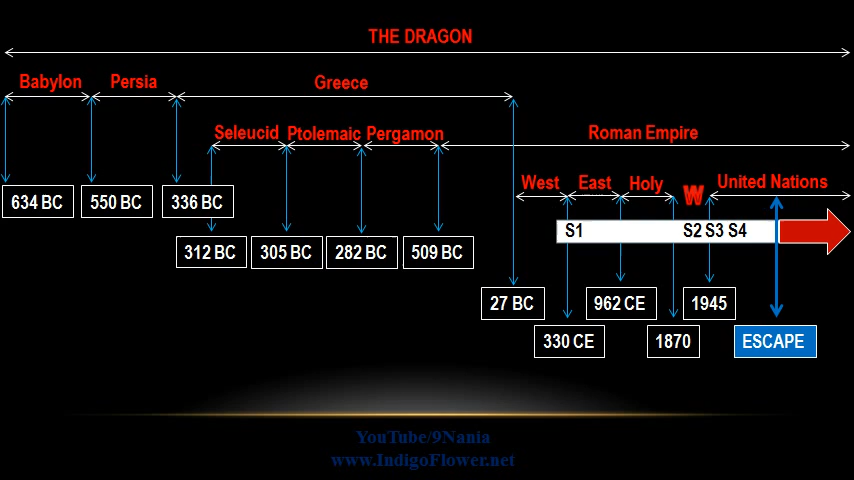 THE DRAGON
Babylon Persia Greece
Seleucid Ptolemaic Pergamon Roman Empire
West East Holy W United Nations
634 BC 550 BC 336 BC
S1 S2 S3 S4
312 BC 305 BC 282 BC 509 BC
27 BC 962 CE 1945
330 CE 1870 ESCAPE
YouTube/9Nania
www.IndigoFlower.net